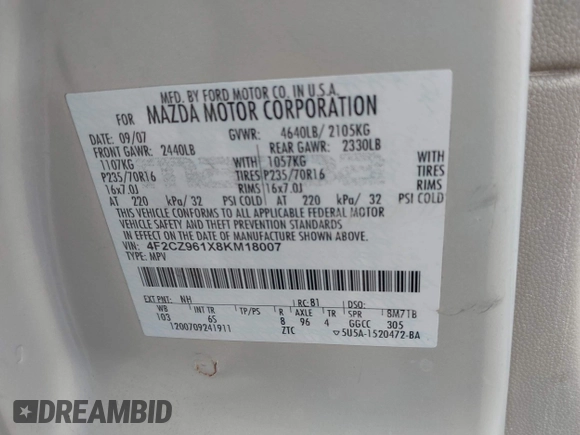 MFD. BY FORD MOTOR CO. IN U.S.A.
FOR MAZDA MOTOR CORPORATION
DATE: 09/07 GVWR: 4640LB/ 2105KG
FRONT GAWR: 2440LB REAR GAWR: 2330LB
1107KG WITH 1057KG WITH
P235/70R16 TIRES P235/70R16 TIRES
16x7.0J RIMS 16x7.0J RIMS
AT 220 kPa/ 32 PSI COLD AT 220 kPa/ 32 PSI COLD
THIS VEHICLE CONFORMS TO ALL APPLICABLE FEDERAL MOTOR
VEHICLE SAFETY AND THEFT PREVENTION STANDARDS
IN EFFECT ON THE DATE OF MANUFACTURE SHOWN ABOVE.
VIN: 4F2CZ961X8KM18007
TYPE: MPV
EXT PNT: NH RC: 81 DSO:
WB INT TR TP/PS R AXLE TR SPR 8M71B
103 6S 8 96 4 GGCC 305
1200709241911 ZTC 5U5A-1520472-BA
DREAMBID